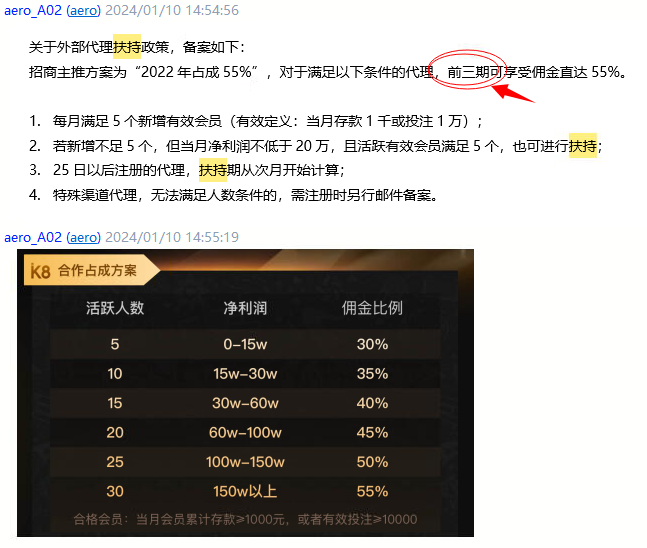 aero_A02 (aero) 2024/01/10 14:54:56
关于外部代理扶持政策，备案如下：
招商主推方案为“2022年占成55%”，对于满足以下条件的代理，前三期可享受佣金直达55%。
1. 每月满足5个新增有效会员（有效定义：当月存款1千或投注1万）；
2. 若新增不足5个，但当月净利润不低于20万，且活跃有效会员满足5个，也可进行扶持；
3. 25日以后注册的代理，扶持期从次月开始计算；
4. 特殊渠道代理，无法满足人数条件的，需注册时另行邮件备案。
aero_A02 (aero) 2024/01/10 14:55:19
K8 合作占成方案
活跃人数 净利润 佣金比例
5 0-15w 30%
10 15w-30w 35%
15 30w-60w 40%
20 60w-100w 45%
25 100w-150w 50%
30 150w以上 55%
合格会员：当月会员累计存款≥1000元，或者有效投注≥10000